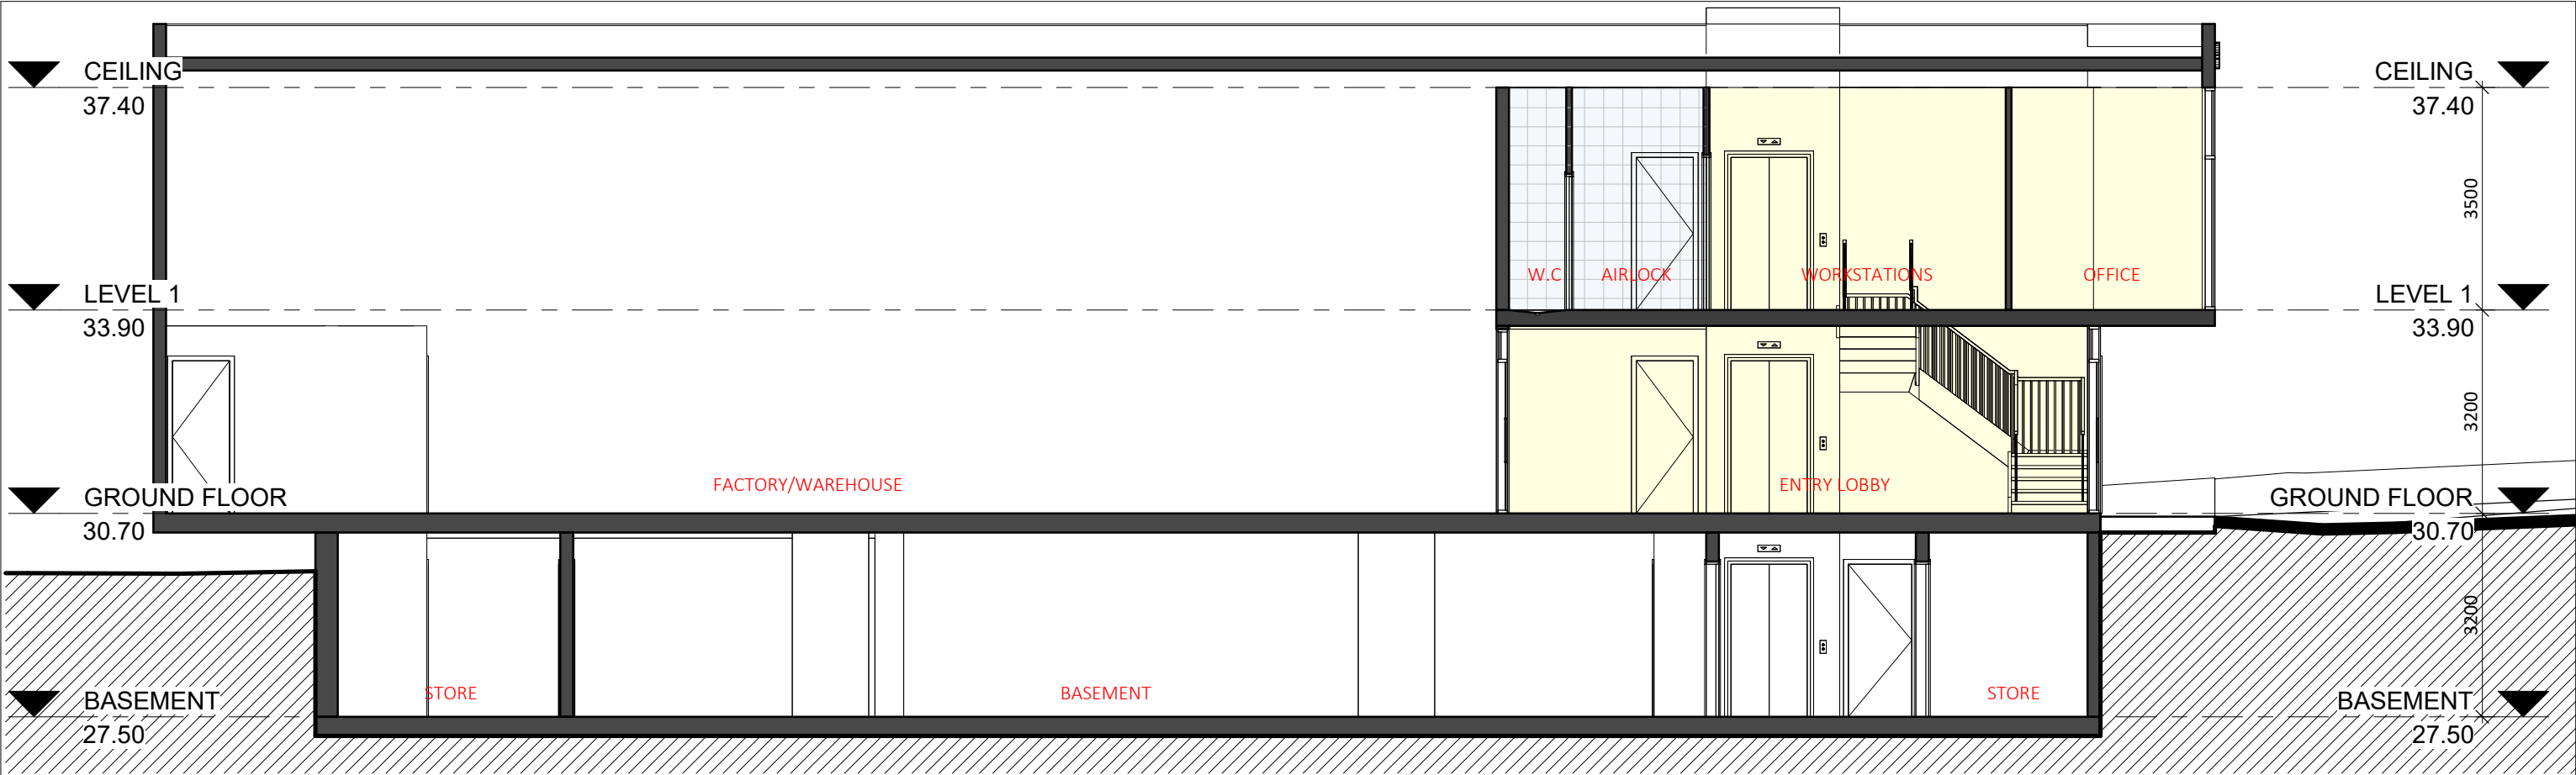 CEILING
37.40
CEILING
37.40
3500
W.C
AIRLOCK
WORKSTATIONS
OFFICE
LEVEL 1
33.90
LEVEL 1
33.90
3200
FACTORY/WAREHOUSE
ENTRY LOBBY
GROUND FLOOR
30.70
GROUND FLOOR
30.70
3200
STORE
BASEMENT
STORE
BASEMENT
27.50
BASEMENT
27.50